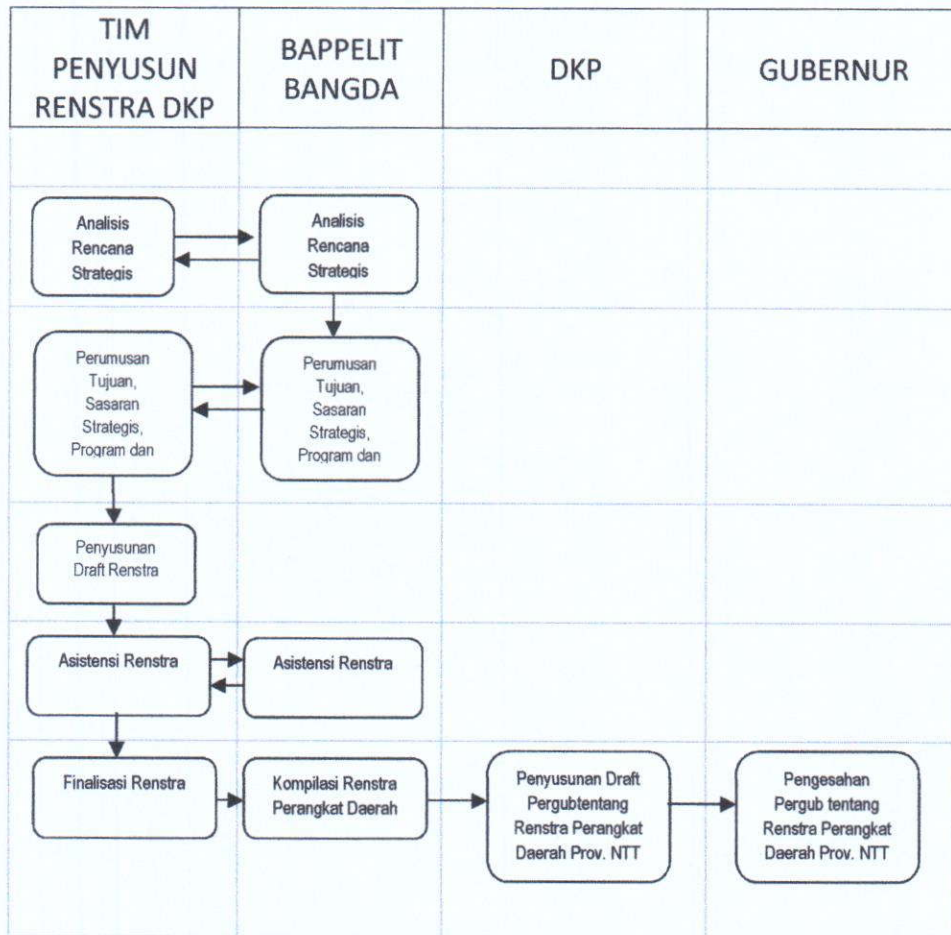 TIM
PENYUSUN
RENSTRA DKP
BAPPELIT
BANGDA
DKP
GUBERNUR
Analisis
Rencana
Strategis
Analisis
Rencana
Strategis
Perumusan
Tujuan,
Sasaran
Strategis,
Program dan
Perumusan
Tujuan,
Sasaran
Strategis,
Program dan
Penyusunan
Draft Renstra
Asistensi Renstra
Asistensi Renstra
Finalisasi Renstra
Kompilasi Renstra
Perangkat Daerah
Penyusunan Draft
Pergubtentang
Renstra Perangkat
Daerah Prov. NTT
Pengesahan
Pergub tentang
Renstra Perangkat
Daerah Prov. NTT